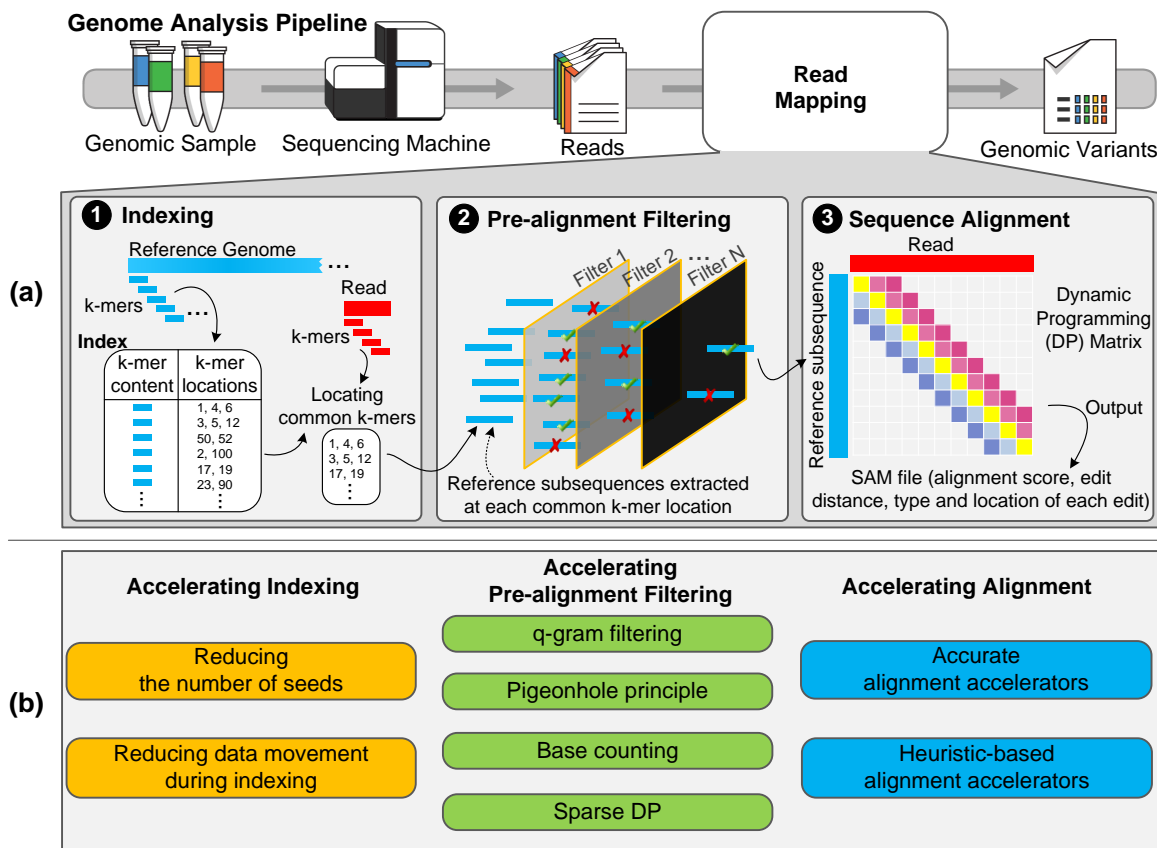 Genome Analysis Pipeline
Genomic Sample
Sequencing Machine
Reads
Read
Mapping
Genomic Variants
(a)
1 Indexing
Reference Genome
...
k-mers
...
Read
k-mers
Index
k-mer
content
k-mer
locations
1, 4, 6
3, 5, 12
50, 52
2, 100
17, 19
23, 90
⋮
⋮
Locating
common k-mers
1, 4, 6
3, 5, 12
17, 19
⋮
2 Pre-alignment Filtering
Filter 1
Filter 2
...
Filter N
Reference subsequences extracted
at each common k-mer location
3 Sequence Alignment
Read
Reference subsequence
Dynamic
Programming
(DP) Matrix
Output
SAM file (alignment score, edit
distance, type and location of each edit)
(b)
Accelerating Indexing
Reducing
the number of seeds
Reducing data movement
during indexing
Accelerating
Pre-alignment Filtering
q-gram filtering
Pigeonhole principle
Base counting
Sparse DP
Accelerating Alignment
Accurate
alignment accelerators
Heuristic-based
alignment accelerators